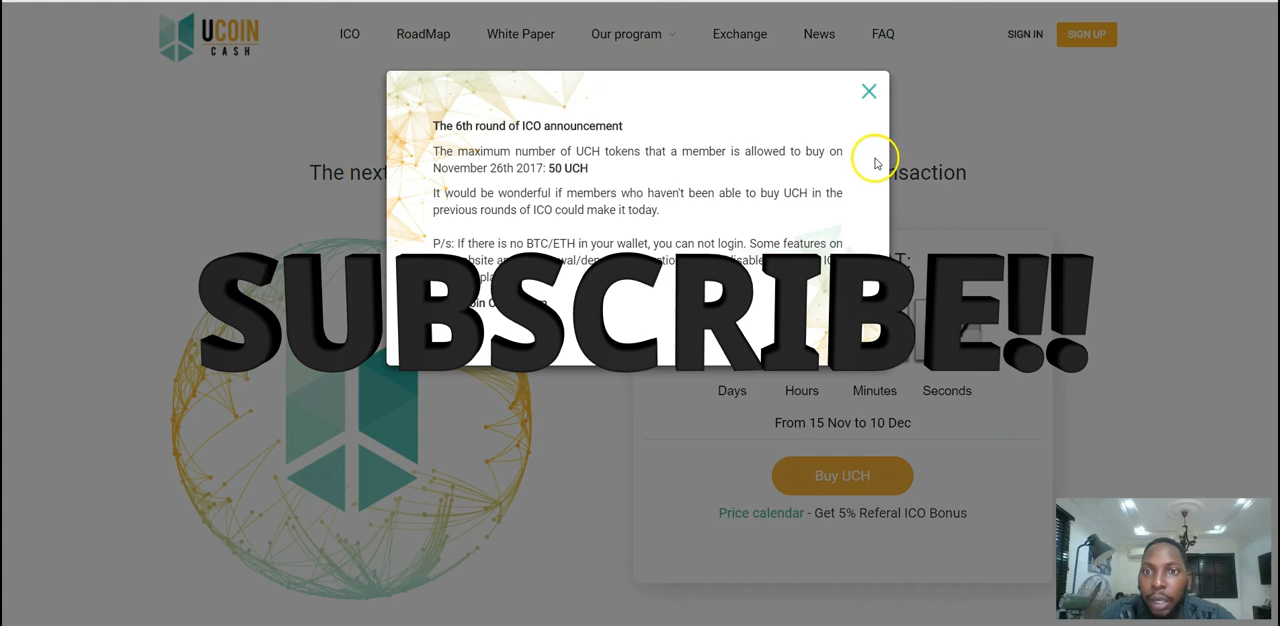 UCOIN
CASH
ICO
RoadMap
White Paper
Our program
Exchange
News
FAQ
SIGN IN
SIGN UP
The 6th round of ICO announcement
The maximum number of UCH tokens that a member is allowed to buy on
November 26th 2017: 50 UCH
It would be wonderful if members who haven't been able to buy UCH in the
previous rounds of ICO could make it today.
The next
P/s: If there is no BTC/ETH in your wallet, you can not login. Some features on
SUBSCRIBE!!
Days Hours Minutes Seconds
From 15 Nov to 10 Dec
Buy UCH
Price calendar - Get 5% Referal ICO Bonus